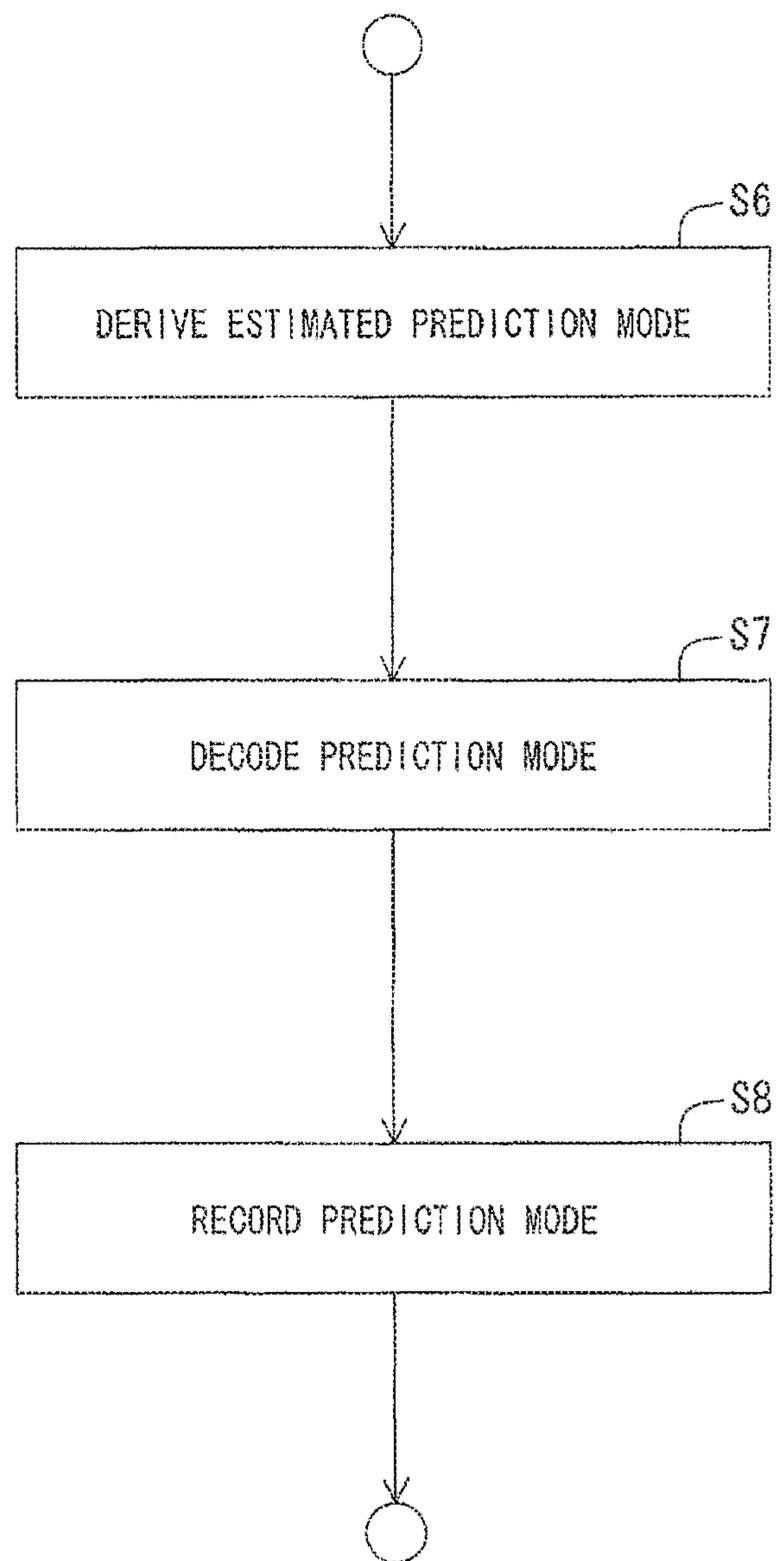 S6
DERIVE ESTIMATED PREDICTION MODE
S7
DECODE PREDICTION MODE
S8
RECORD PREDICTION MODE